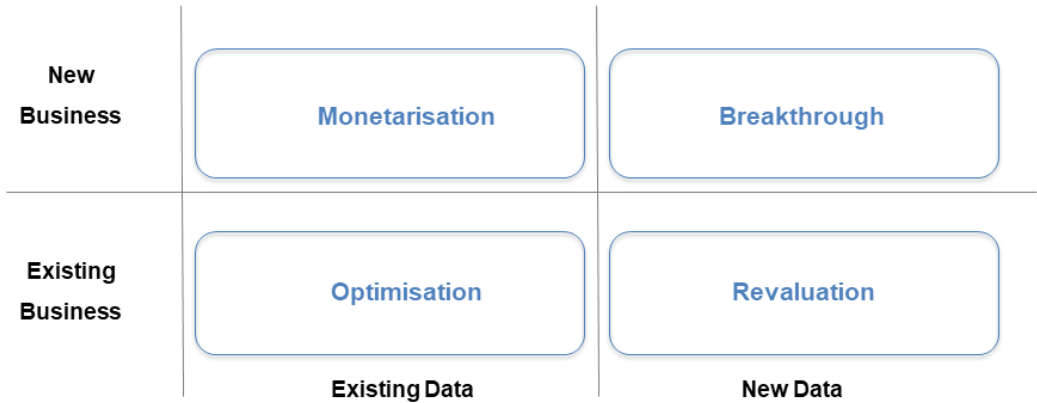 New
Business
Monetarisation
Breakthrough
Existing
Business
Optimisation
Revaluation
Existing Data
New Data